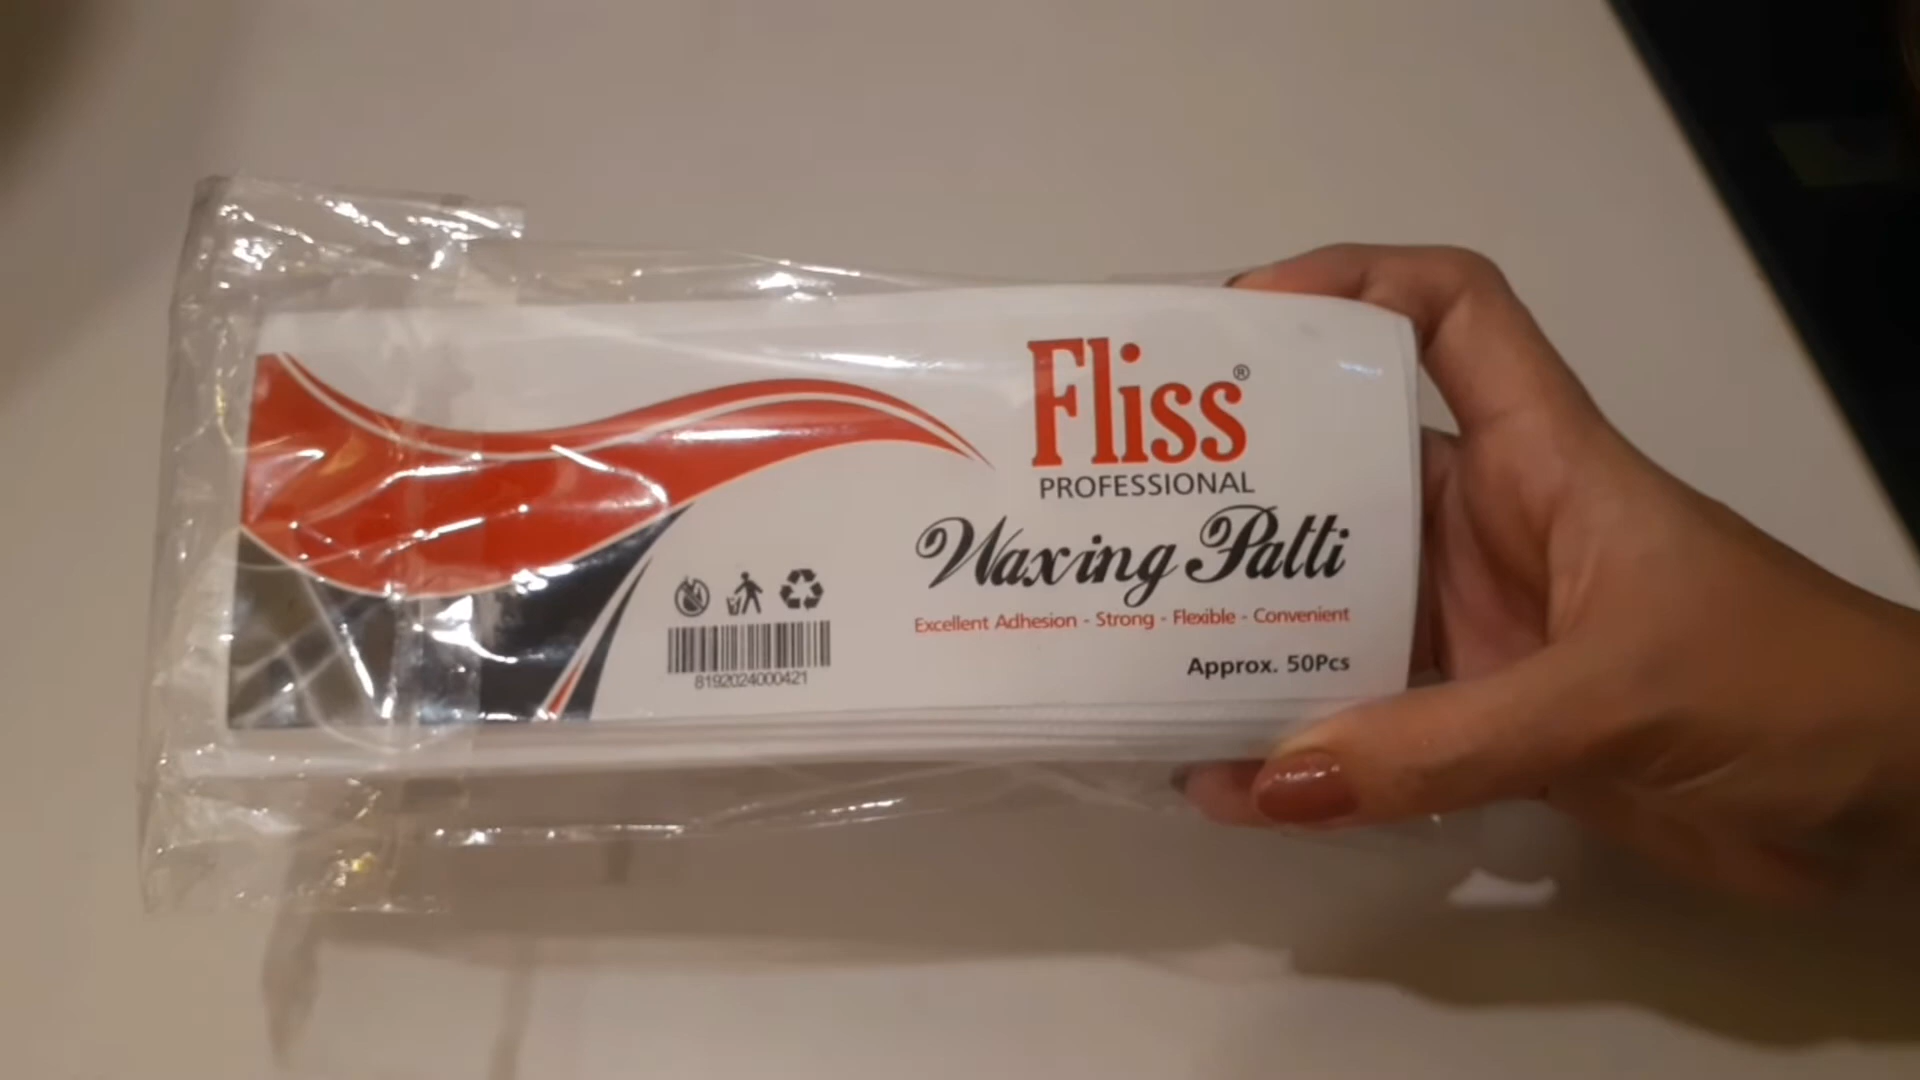 Fliss®
PROFESSIONAL
Waxing Patti
Excellent Adhesion - Strong - Flexible - Convenient
Approx. 50Pcs
8192024000421